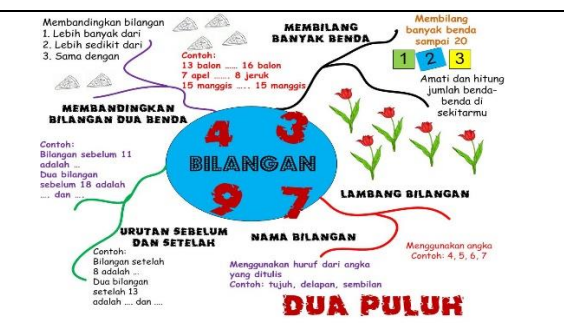 Membandingkan bilangan
1. Lebih banyak dari
2. Lebih sedikit dari
3. Sama dengan
Contoh:
13 balon ...... 16 balon
7 apel ....... 8 jeruk
15 manggis ..... 15 manggis
MEMBANDINGKAN
BILANGAN DUA BENDA
MEMBILANG
BANYAK BENDA
Membilang
banyak benda
sampai 20
1 2 3
Amati dan hitung
jumlah benda-
benda di
sekitarmu
4 3
BILANGAN
9 7
Contoh:
Bilangan sebelum 11
adalah ...
Dua bilangan
sebelum 18 adalah
.... dan ....
URUTAN SEBELUM
DAN SETELAH
Contoh:
Bilangan setelah
8 adalah ...
Dua bilangan
setelah 13
adalah .... dan ....
LAMBANG BILANGAN
Menggunakan angka
Contoh: 4, 5, 6, 7
NAMA BILANGAN
Menggunakan huruf dari angka
yang ditulis
Contoh: tujuh, delapan, sembilan
DUA PULUH